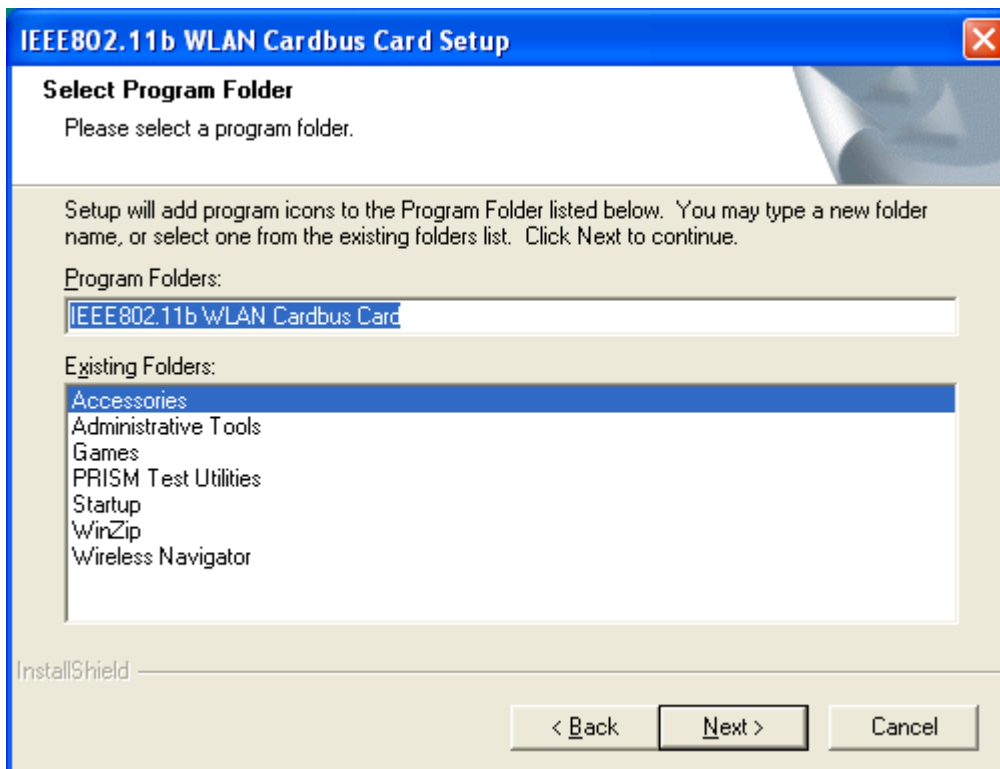 IEEE802.11b WLAN Cardbus Card Setup
Select Program Folder
Please select a program folder.
Setup will add program icons to the Program Folder listed below. You may type a new folder
name, or select one from the existing folders list. Click Next to continue.
Program Folders:
IEEE802.11b WLAN Cardbus Card
Existing Folders:
Accessories
Administrative Tools
Games
PRISM Test Utilities
Startup
WinZip
Wireless Navigator
InstallShield
< Back
Next >
Cancel